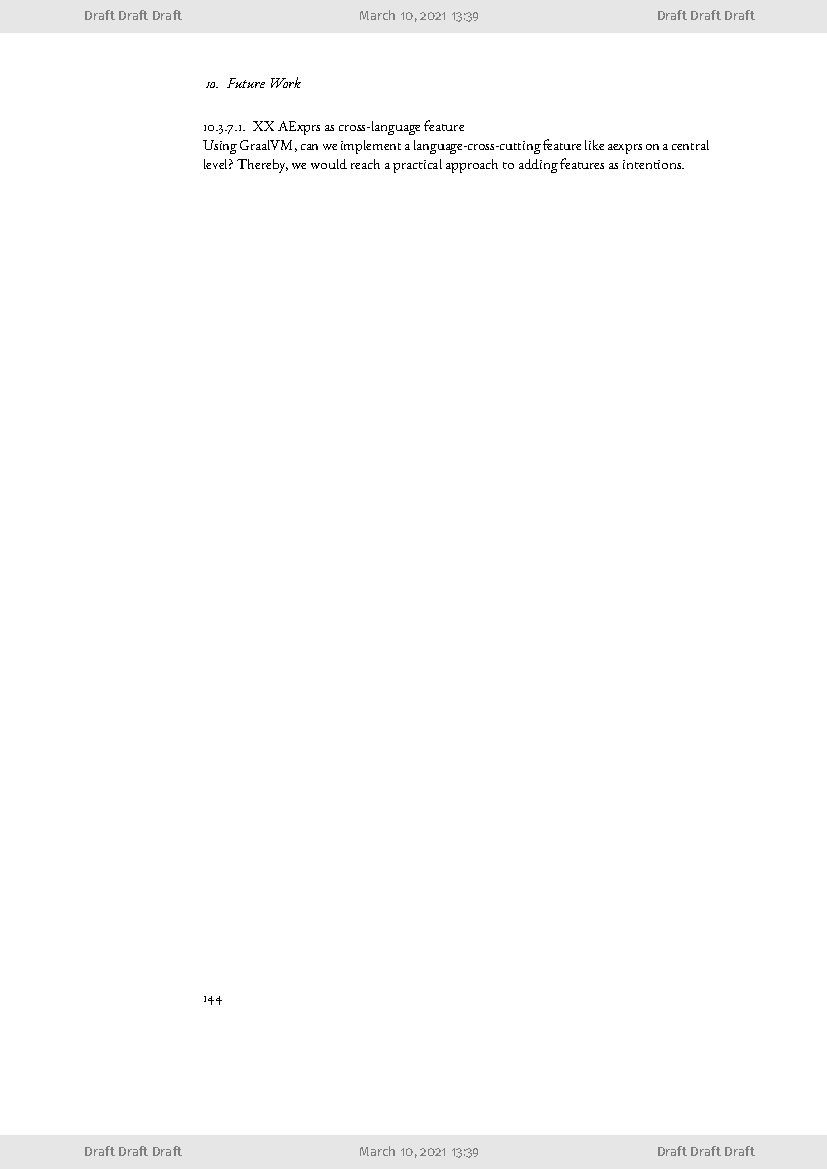 Draft Draft Draft March 10, 2021 13:39 Draft Draft Draft
10. Future Work
10.3.7.1. XX AExprs as cross-language feature
Using GraalVM, can we implement a language-cross-cutting feature like aexprs on a central
level? Thereby, we would reach a practical approach to adding features as intentions.
144
Draft Draft Draft March 10, 2021 13:39 Draft Draft Draft